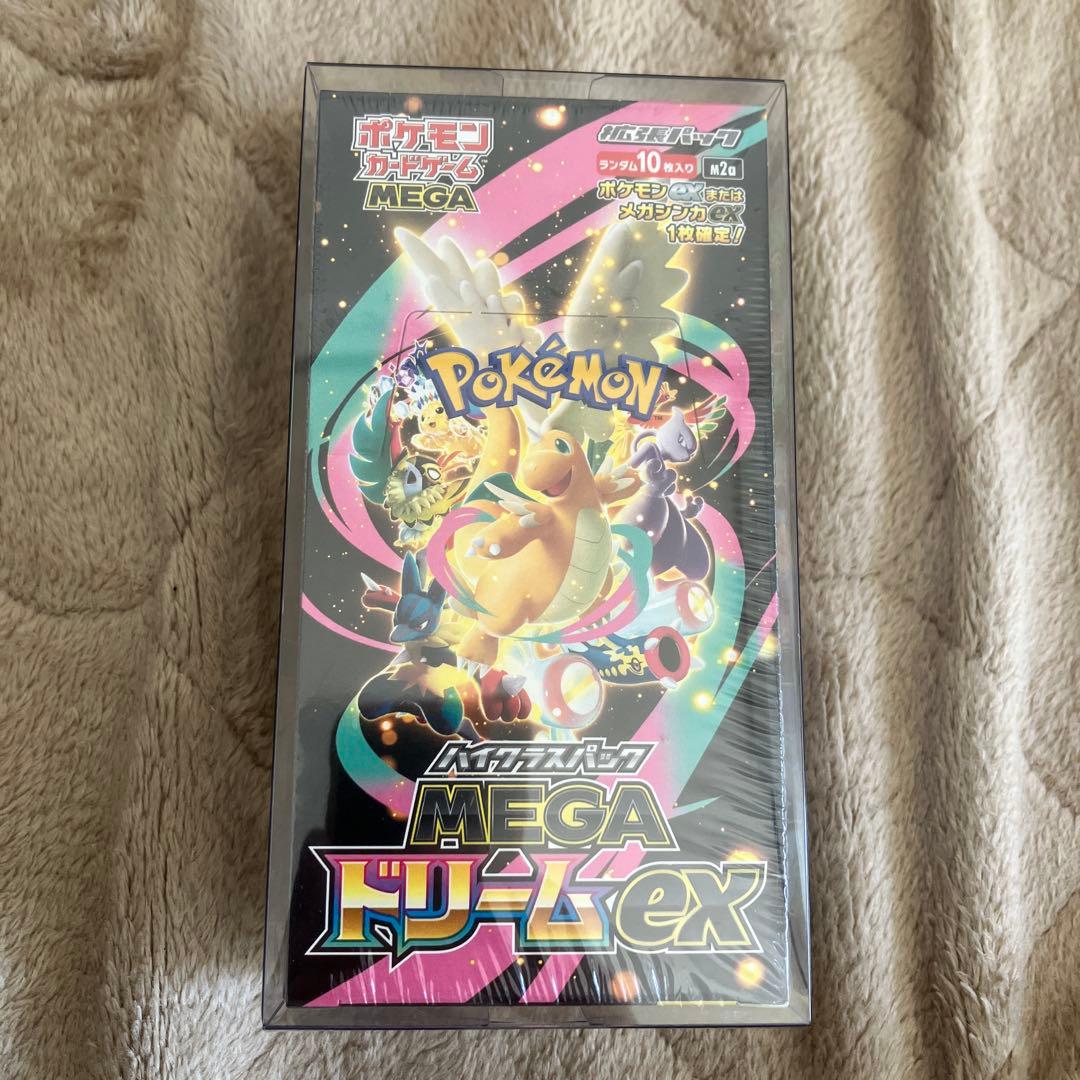 ポケモン
カードゲーム
MEGA
拡張パック
ランダム10枚入り
M2a
ポケモンexまたは
メガシンカex
1枚確定!
POKéMON
TM
ハイクラスパック
MEGA
ドリームex